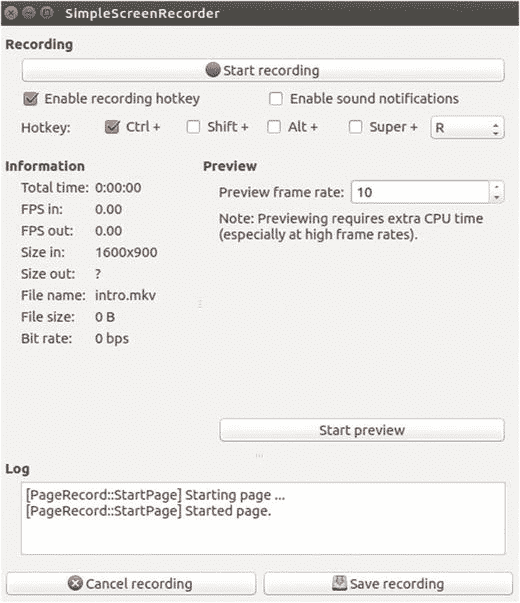 SimpleScreenRecorder
Recording
Start recording
Enable recording hotkey Enable sound notifications
Hotkey: Ctrl + Shift + Alt + Super + R
Information Preview
Total time: 0:00:00 Preview frame rate: 10
FPS in: 0.00 Note: Previewing requires extra CPU time
FPS out: 0.00 (especially at high frame rates).
Size in: 1600x900
Size out: ?
File name: intro.mkv
File size: 0 B
Bit rate: 0 bps
Start preview
Log
[PageRecord::StartPage] Starting page ...
[PageRecord::StartPage] Started page.
Cancel recording Save recording